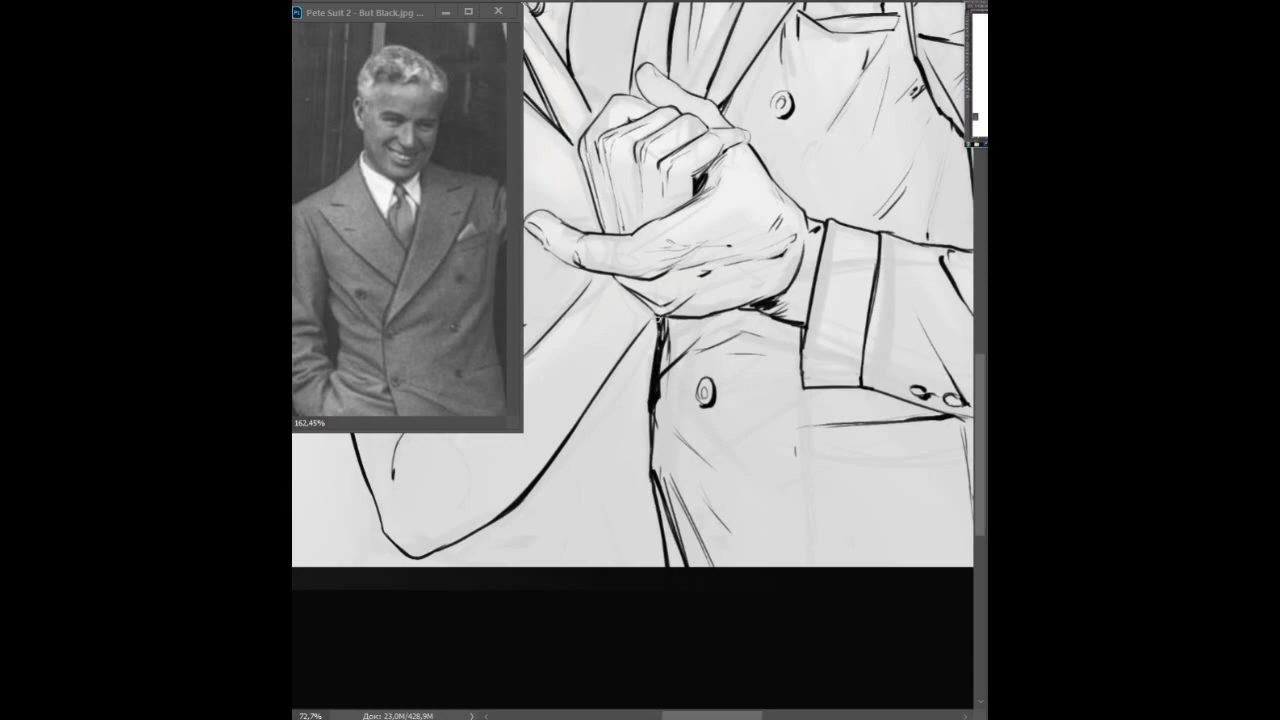 Pete Suit 2 - But Black.jpg ...
162,45%
72,7%
Док: 23,0M/428,9M